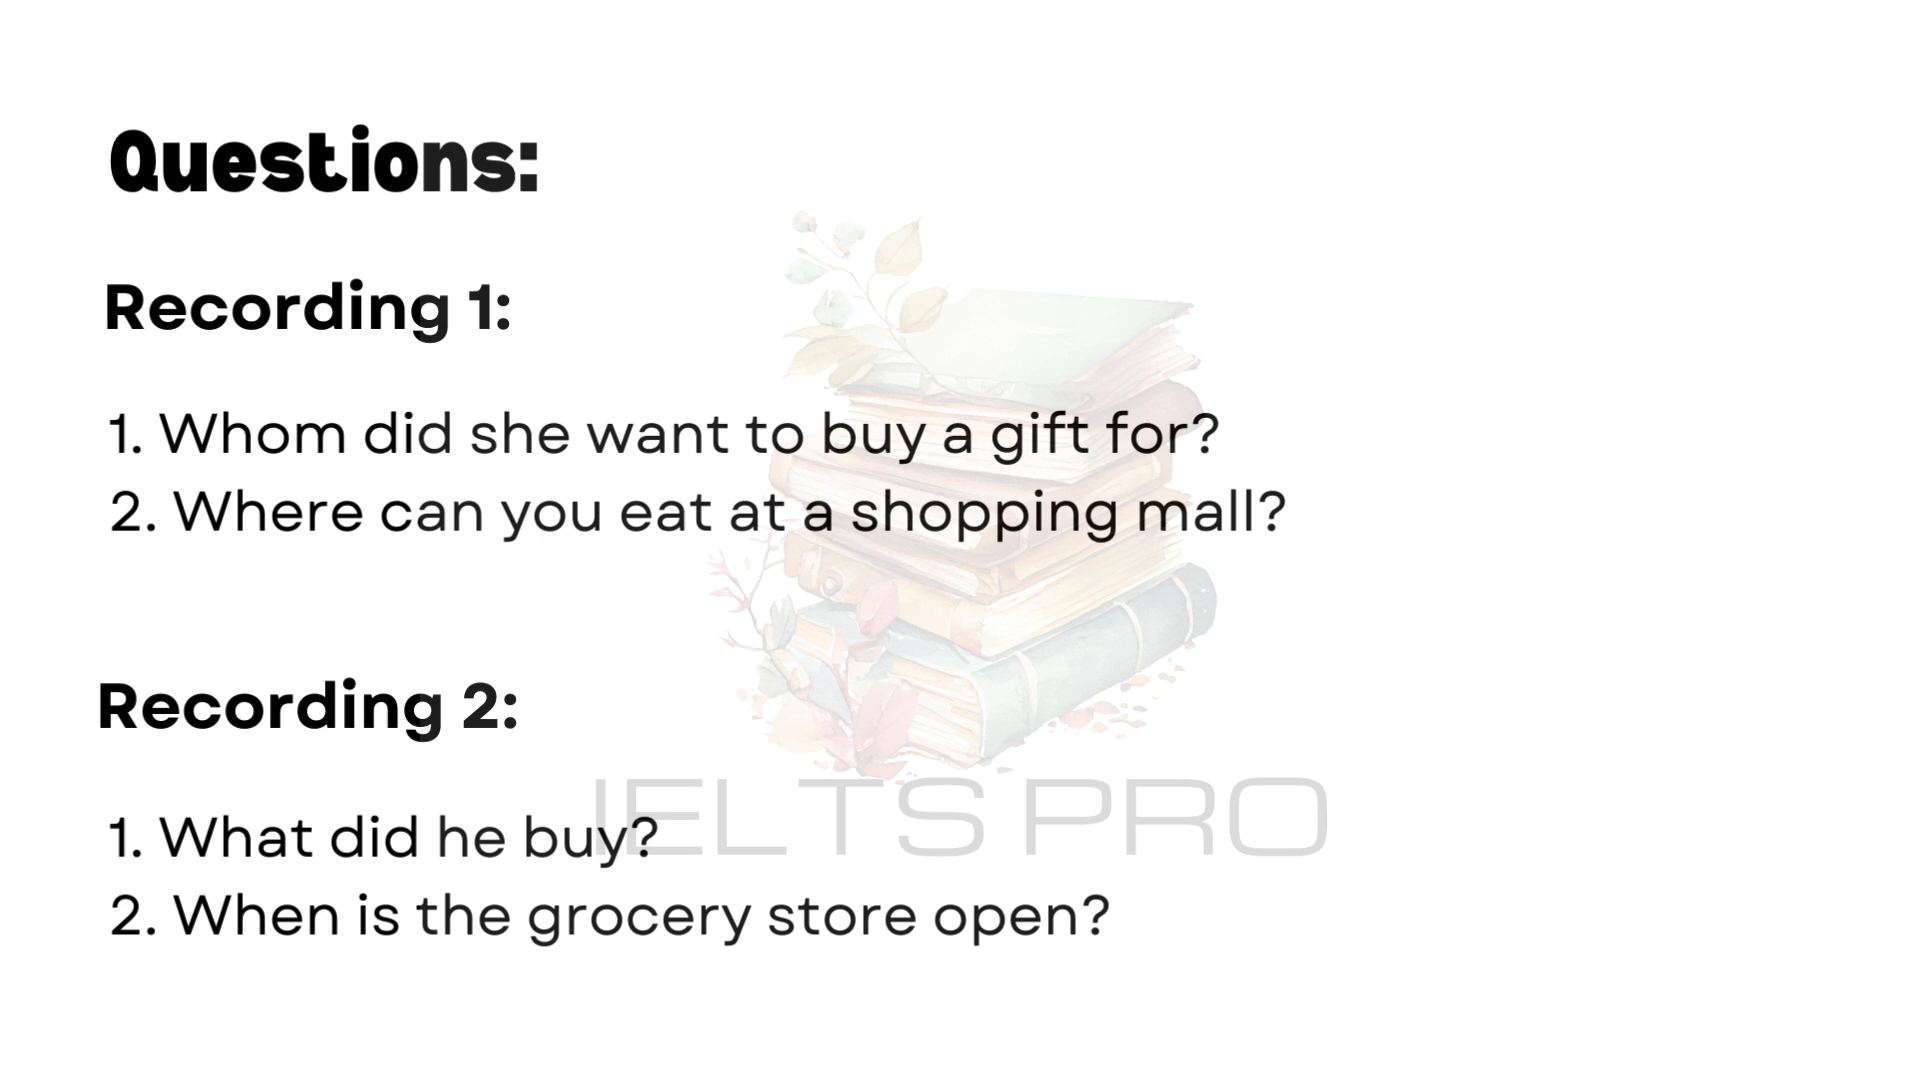 Questions:
Recording 1:
1. Whom did she want to buy a gift for?
2. Where can you eat at a shopping mall?
Recording 2:
IELTS PRO
1. What did he buy?
2. When is the grocery store open?